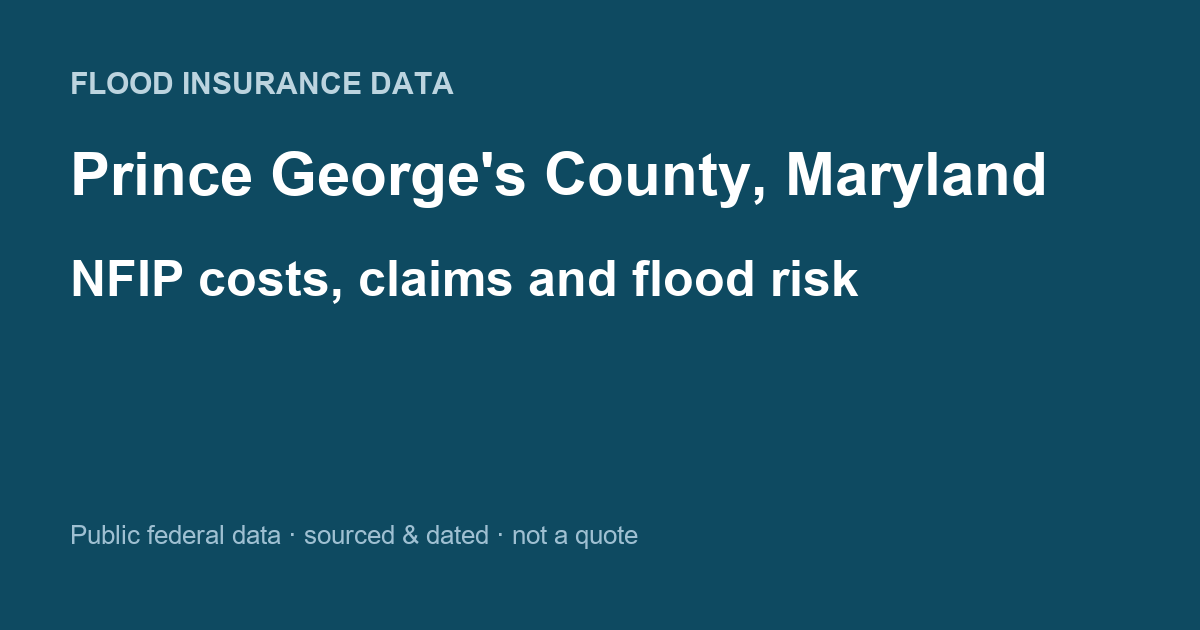 FLOOD INSURANCE DATA
Prince George's County, Maryland
NFIP costs, claims and flood risk
Public federal data · sourced & dated · not a quote